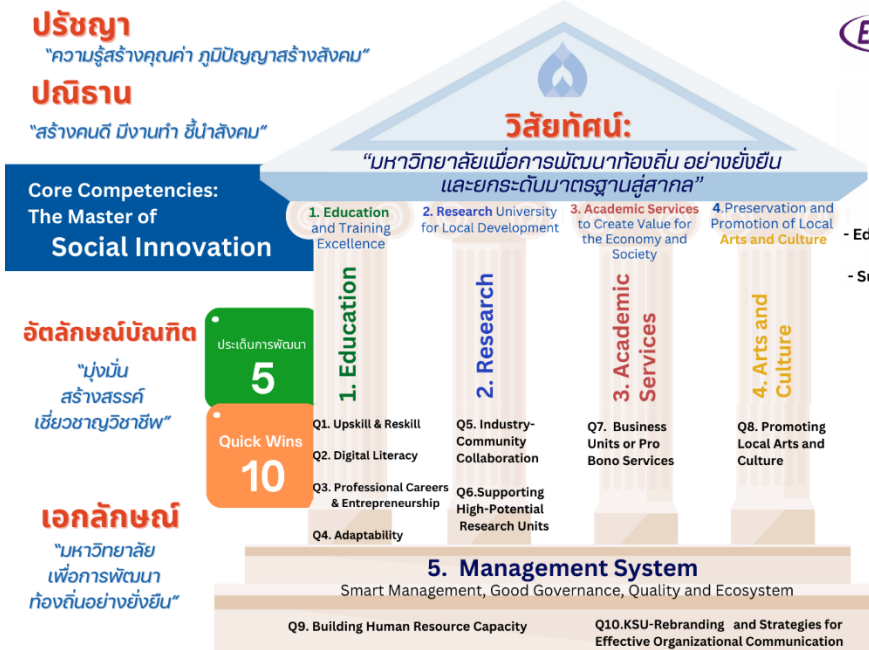 ปรัชญา
"ความรู้สร้างคุณค่า ภูมิปัญญาสร้างสังคม"
ปณิธาน
"สร้างคนดี มีงานทำ ชี้นำสังคม"
วิสัยทัศน์:
"มหาวิทยาลัยเพื่อการพัฒนาท้องถิ่น อย่างยั่งยืน
และยกระดับมาตรฐานสู่สากล"
Core Competencies:
The Master of
Social Innovation
1. Education
and Training
Excellence
2. Research University
for Local Development
3. Academic Services
to Create Value for
the Economy and
Society
4.Preservation and
Promotion of Local
Arts and Culture
- Ed
- Su
อัตลักษณ์บัณฑิต
"มุ่งมั่น
สร้างสรรค์
เชี่ยวชาญวิชาชีพ"
ประเด็นการพัฒนา
5
Quick Wins
10
1. Education
2. Research
3. Academic
Services
4. Arts and
Culture
Q1. Upskill & Reskill
Q2. Digital Literacy
Q3. Professional Careers
& Entrepreneurship
Q4. Adaptability
Q5. Industry-
Community
Collaboration
Q6.Supporting
High-Potential
Research Units
Q7. Business
Units or Pro
Bono Services
Q8. Promoting
Local Arts and
Culture
เอกลักษณ์
"มหาวิทยาลัย
เพื่อการพัฒนา
ท้องถิ่นอย่างยั่งยืน"
5. Management System
Smart Management, Good Governance, Quality and Ecosystem
Q9. Building Human Resource Capacity
Q10.KSU-Rebranding and Strategies for
Effective Organizational Communication